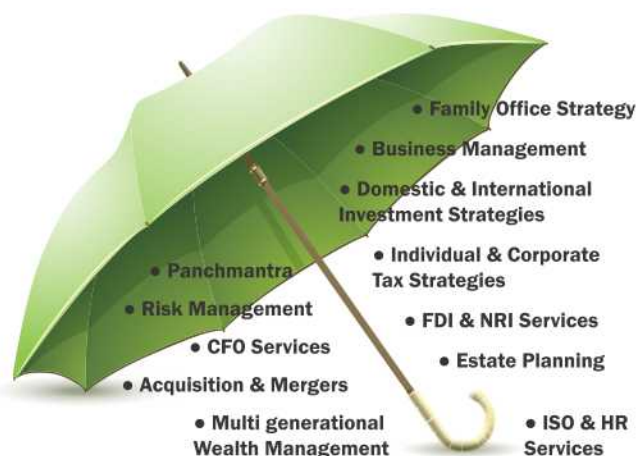 • Family Office Strategy
• Business Management
• Domestic & International
Investment Strategies
• Individual & Corporate
Tax Strategies
• Panchmantra
• Risk Management
• FDI & NRI Services
• CFO Services
• Estate Planning
• Acquisition & Mergers
• Multi generational
Wealth Management
• ISO & HR
Services